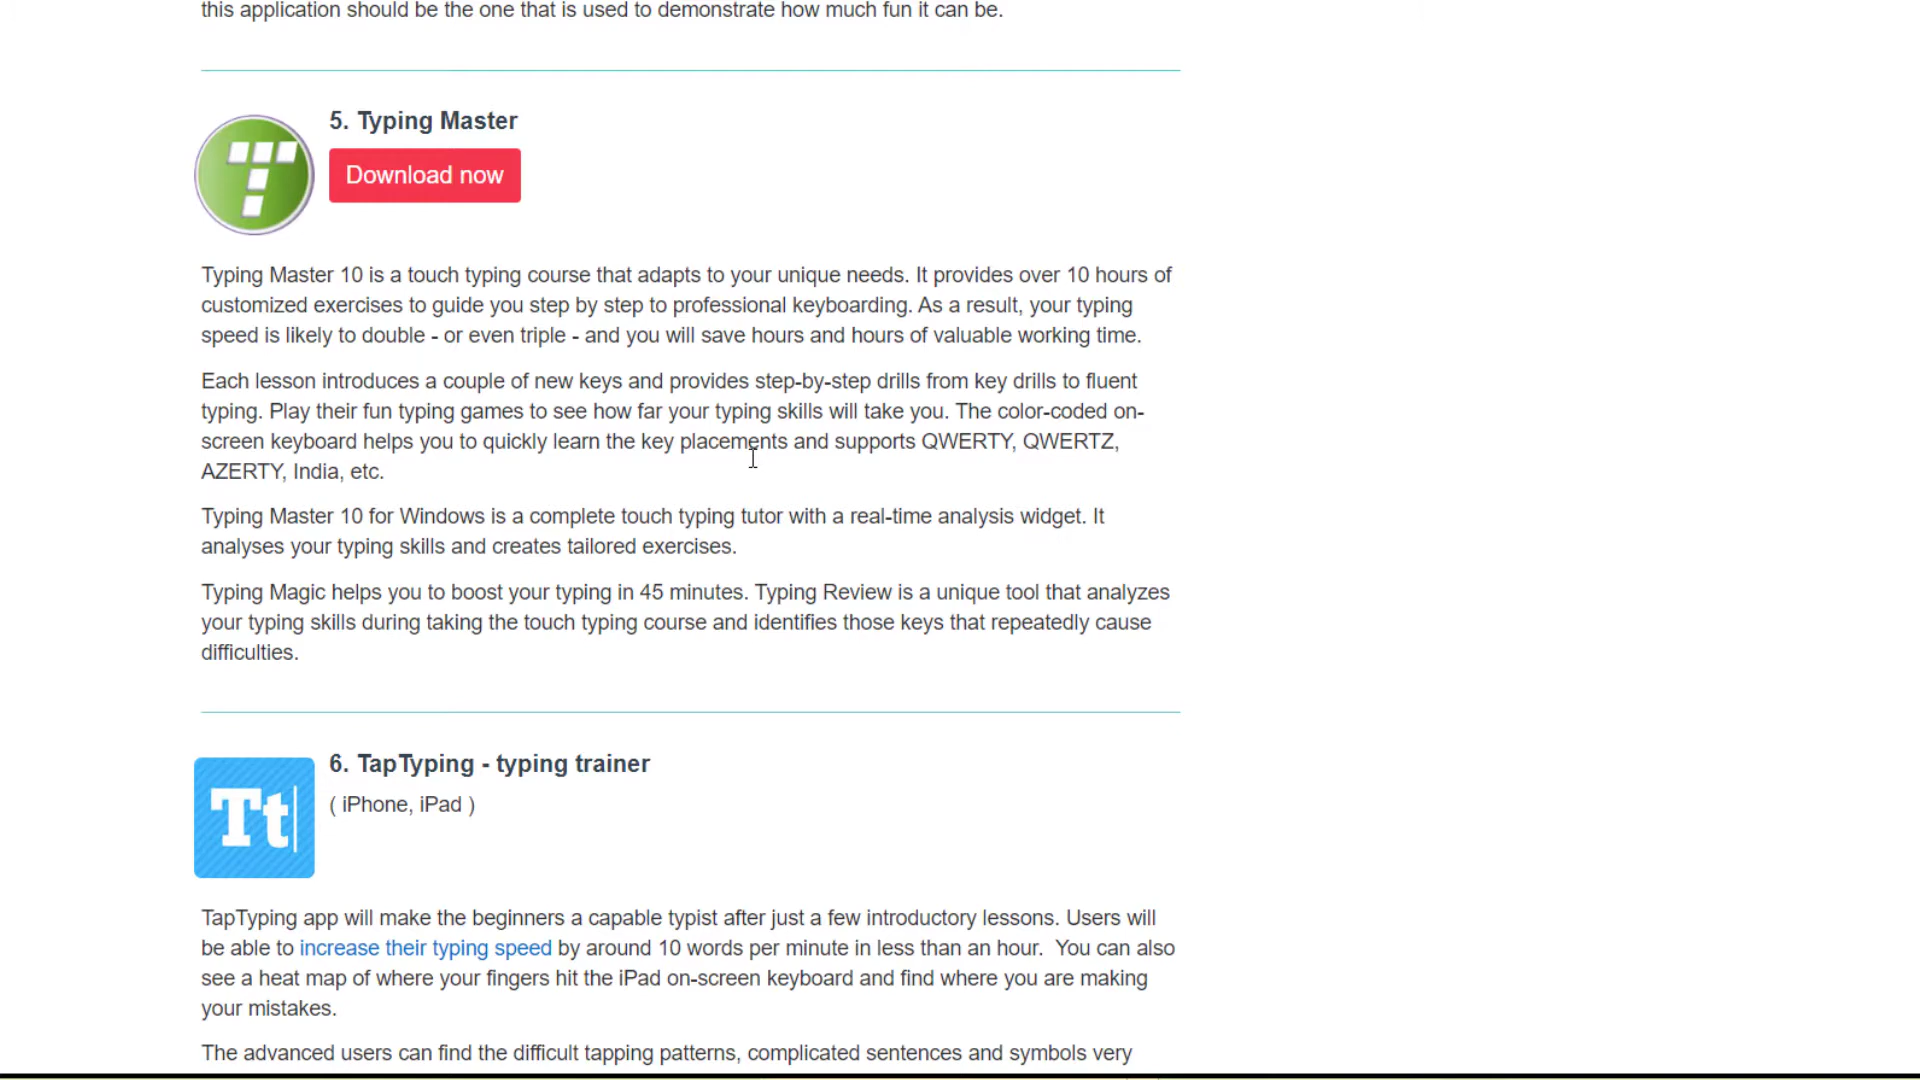 this application should be the one that is used to demonstrate how much fun it can be.
5. Typing Master
Download now
Typing Master 10 is a touch typing course that adapts to your unique needs. It provides over 10 hours of
customized exercises to guide you step by step to professional keyboarding. As a result, your typing
speed is likely to double - or even triple - and you will save hours and hours of valuable working time.
Each lesson introduces a couple of new keys and provides step-by-step drills from key drills to fluent
typing. Play their fun typing games to see how far your typing skills will take you. The color-coded on-
screen keyboard helps you to quickly learn the key placements and supports QWERTY, QWERTZ,
AZERTY, India, etc.
Typing Master 10 for Windows is a complete touch typing tutor with a real-time analysis widget. It
analyses your typing skills and creates tailored exercises.
Typing Magic helps you to boost your typing in 45 minutes. Typing Review is a unique tool that analyzes
your typing skills during taking the touch typing course and identifies those keys that repeatedly cause
difficulties.
6. TapTyping - typing trainer
Tt
( iPhone, iPad )
TapTyping app will make the beginners a capable typist after just a few introductory lessons. Users will
be able to increase their typing speed by around 10 words per minute in less than an hour.  You can also
see a heat map of where your fingers hit the iPad on-screen keyboard and find where you are making
your mistakes.
The advanced users can find the difficult tapping patterns, complicated sentences and symbols very